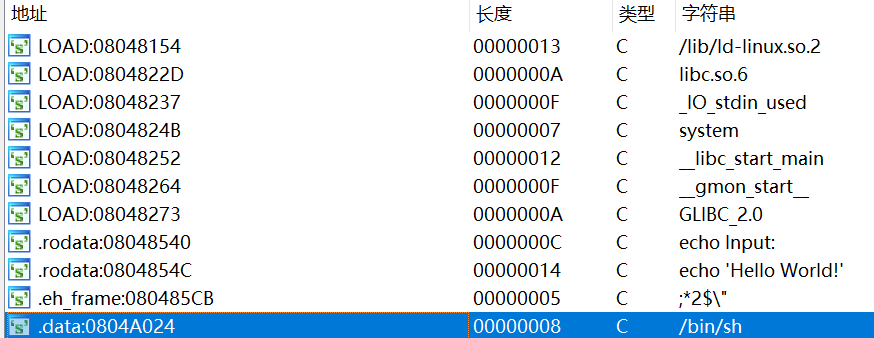 地址 长度 类型 字符串
LOAD:08048154 00000013 C /lib/ld-linux.so.2
LOAD:0804822D 0000000A C libc.so.6
LOAD:08048237 0000000F C _IO_stdin_used
LOAD:0804824B 00000007 C system
LOAD:08048252 00000012 C __libc_start_main
LOAD:08048264 0000000F C __gmon_start__
LOAD:08048273 0000000A C GLIBC_2.0
.rodata:08048540 0000000C C echo Input:
.rodata:0804854C 00000014 C echo 'Hello World!'
.eh_frame:080485CB 00000005 C ;*2$\"
.data:0804A024 00000008 C /bin/sh